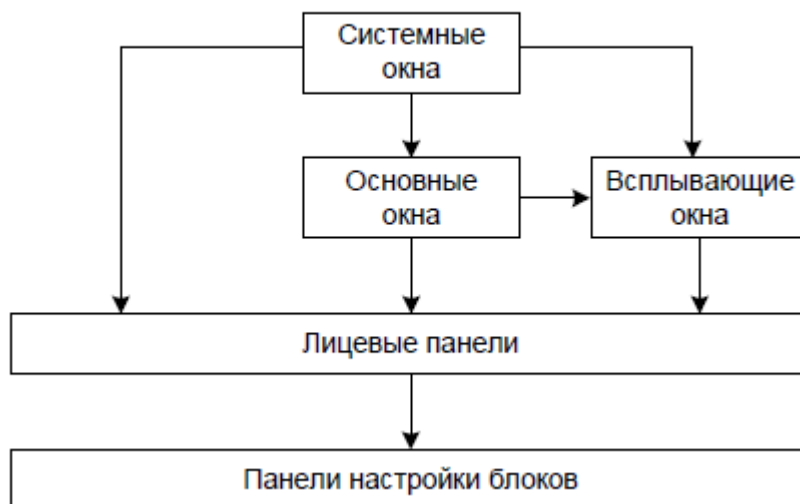 Системные
окна
Основные
окна
Всплывающие
окна
Лицевые панели
Панели настройки блоков